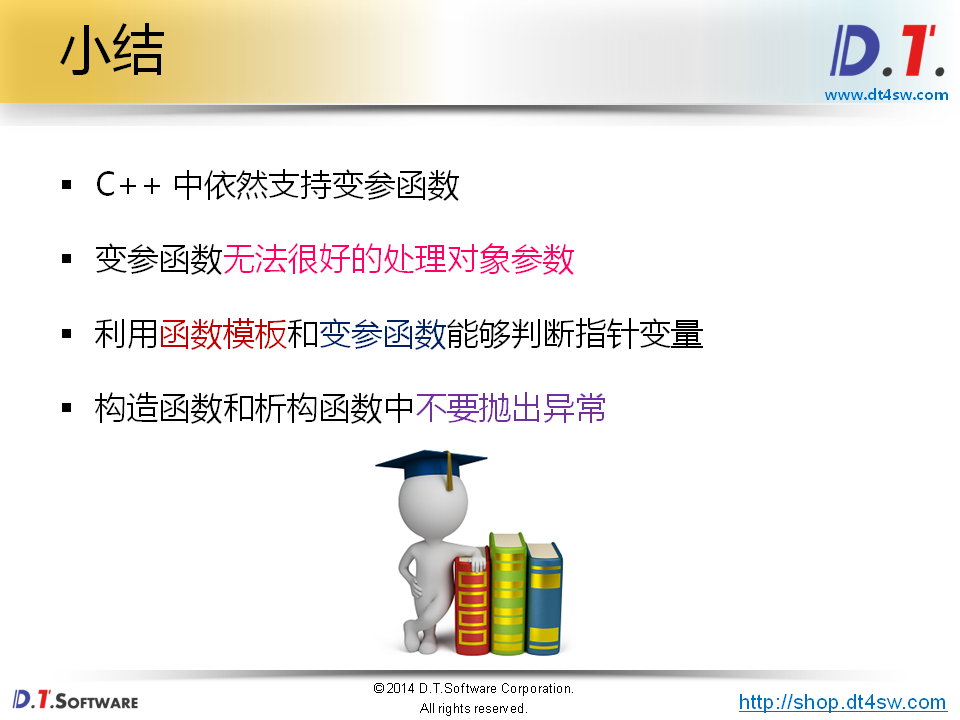 小结
D.T.
www.dt4sw.com
▪ C++ 中依然支持变参函数
▪ 变参函数无法很好的处理对象参数
▪ 利用函数模板和变参函数能够判断指针变量
▪ 构造函数和析构函数中不要抛出异常
D.T.SOFTWARE
©2014 D.T.Software Corporation.
All rights reserved.
http://shop.dt4sw.com